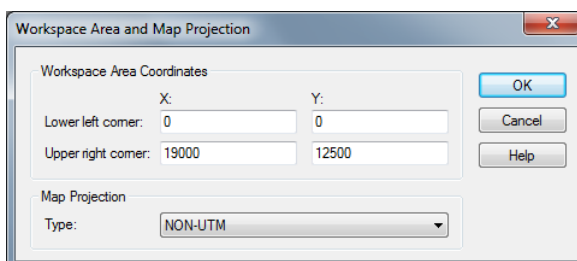 Workspace Area and Map Projection
Workspace Area Coordinates
X: Y:
Lower left corner: 0 0
Upper right corner: 19000 12500
Map Projection
Type: NON-UTM
OK
Cancel
Help